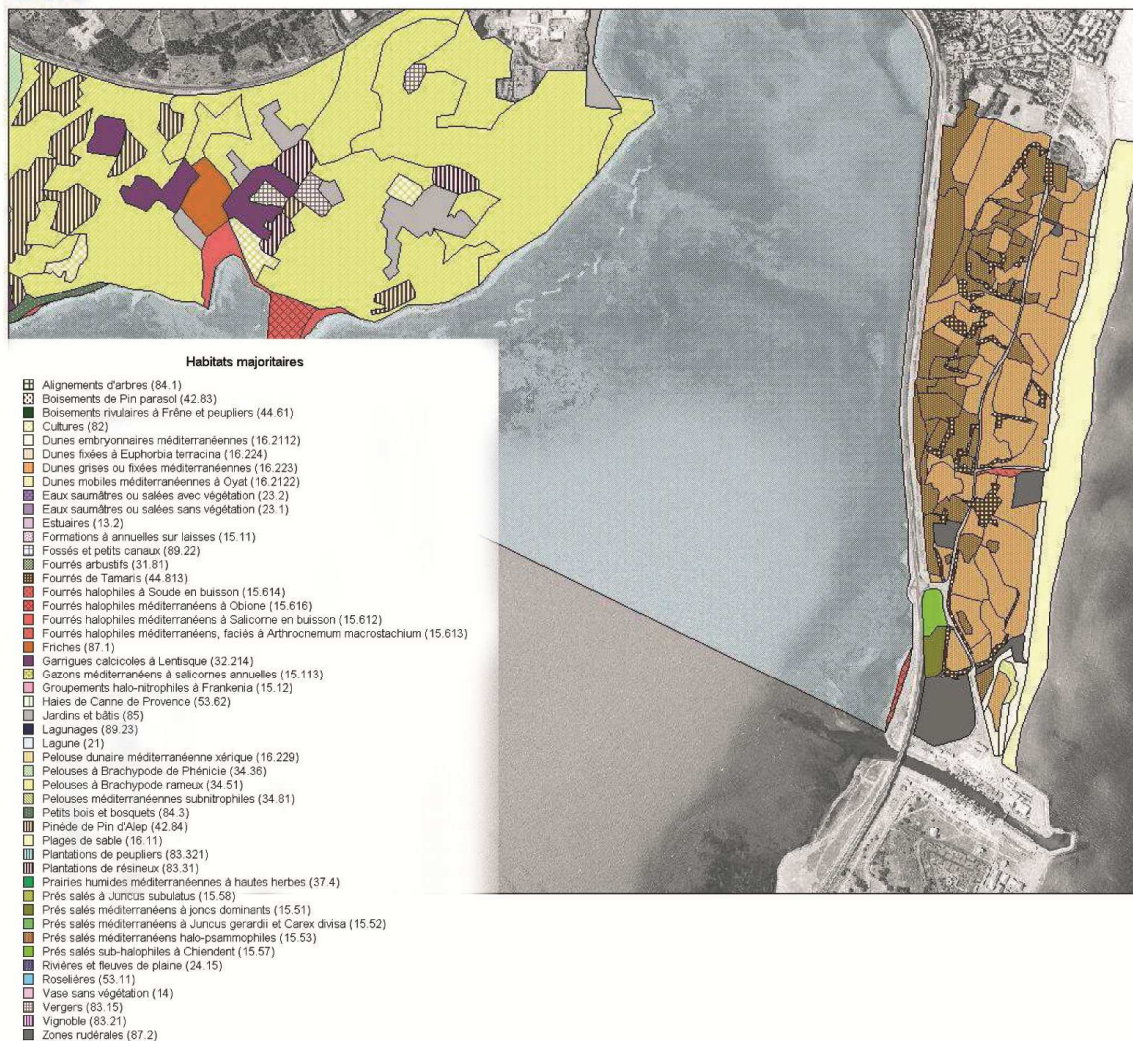 Habitats majoritaires
Alignements d'arbres (84.1)
Boisements de Pin parasol (42.83)
Boisements rivulaires à Frêne et peupliers (44.61)
Cultures (82)
Dunes embryonnaires méditerranéennes (16.2112)
Dunes fixées à Euphorbia terracina (16.224)
Dunes grises ou fixées méditerranéennes (16.223)
Dunes mobiles méditerranéennes à Oyat (16.2122)
Eaux saumâtres ou salées avec végétation (23.2)
Eaux saumâtres ou salées sans végétation (23.1)
Estuaires (13.2)
Formations à annuelles sur laisses (15.11)
Fossés et petits canaux (89.22)
Fourrés arbustifs (31.81)
Fourrés de Tamaris (44.813)
Fourrés halophiles à Soude en buisson (15.614)
Fourrés halophiles méditerranéens à Obione (15.616)
Fourrés halophiles méditerranéens à Salicorne en buisson (15.612)
Fourrés halophiles méditerranéens, faciès à Arthrocnemum macrostachium (15.613)
Friches (87.1)
Garrigues calcicoles à Lentisque (32.214)
Gazons méditerranéens à salicornes annuelles (15.113)
Groupements halo-nitrophiles à Frankenia (15.12)
Haies de Canne de Provence (53.62)
Jardins et bâtis (85)
Lagunages (89.23)
Lagune (21)
Pelouse dunaire méditerranéenne xérique (16.229)
Pelouses à Brachypode de Phénicie (34.36)
Pelouses à Brachypode rameux (34.51)
Pelouses méditerranéennes subnitrophiles (34.81)
Petits bois et bosquets (84.3)
Pinède de Pin d'Alep (42.84)
Plages de sable (16.11)
Plantations de peupliers (83.321)
Plantations de résineux (83.31)
Prairies humides méditerranéennes à hautes herbes (37.4)
Prés salés à Juncus subulatus (15.58)
Prés salés méditerranéens à joncs dominants (15.51)
Prés salés méditerranéens à Juncus gerardii et Carex divisa (15.52)
Prés salés méditerranéens halo-psammophiles (15.53)
Prés salés sub-halophiles à Chiendent (15.57)
Rivières et fleuves de plaine (24.15)
Roselières (53.11)
Vase sans végétation (14)
Vergers (83.15)
Vignoble (83.21)
Zones rudérales (87.2)